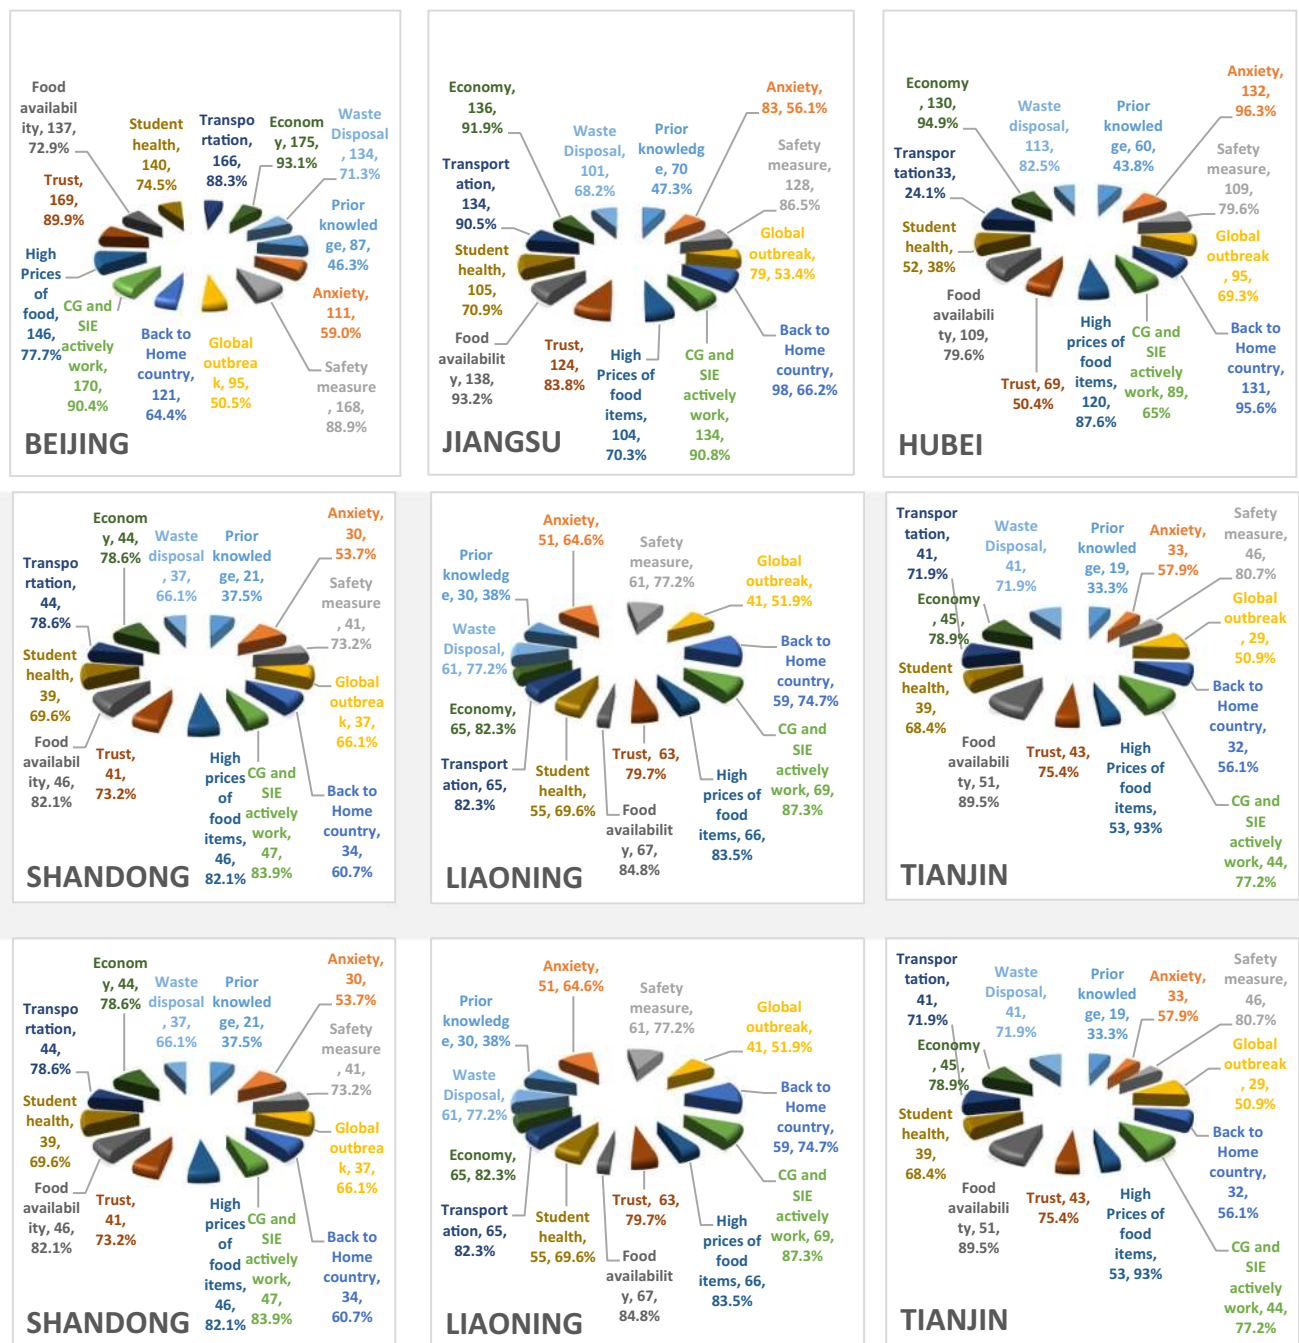 Food
availabil
ity, 137,
72.9%
Student
health,
140,
74.5%
Transpo
rtation,
166,
88.3%
Econom
y, 175,
93.1%
Waste
Disposal
, 134,
71.3%
Trust,
169,
89.9%
Prior
knowled
ge, 87,
46.3%
High
Prices
of
food,
146,
77.7%
CG and
SIE
actively
work,
170,
90.4%
Back to
Home
country,
121,
64.4%
Global
outbrea
k, 95,
50.5%
Anxiety,
111,
59.0%
Safety
measure
, 168,
88.9%
BEIJING
Economy,
136,
91.9%
Waste
Disposal,
101,
68.2%
Prior
knowledg
e, 70
47.3%
Anxiety,
83, 56.1%
Transport
ation,
134,
90.5%
Safety
measure,
128,
86.5%
Student
health,
105,
70.9%
Global
outbreak,
79, 53.4%
Food
availabilit
y, 138,
93.2%
Trust,
124,
83.8%
High
Prices of
food
items,
104,
70.3%
CG and
SIE
actively
work,
134,
90.8%
Back to
Home
country,
98, 66.2%
JIANGSU
Economy
, 130,
94.9%
Waste
disposal,
113,
82.5%
Prior
knowled
ge, 60,
43.8%
Anxiety,
132,
96.3%
Transpor
tation33,
24.1%
Safety
measure,
109,
79.6%
Student
health,
52, 38%
Global
outbreak
, 95,
69.3%
Food
availabili
ty, 109,
79.6%
Trust, 69,
50.4%
High
prices of
food
items,
120,
87.6%
CG and
SIE
actively
work, 89,
65%
Back to
Home
country,
131,
95.6%
HUBEI
Econom
y, 44,
78.6%
Waste
disposal
, 37,
66.1%
Prior
knowled
ge, 21,
37.5%
Anxiety,
30,
53.7%
Transpo
rtation,
44,
78.6%
Safety
measure
, 41,
73.2%
Student
health,
39,
69.6%
Global
outbrea
k, 37,
66.1%
Food
availabil
ity, 46,
82.1%
Trust,
41,
73.2%
High
prices
of
food
items,
46,
82.1%
CG and
SIE
actively
work,
47,
83.9%
Back to
Home
country,
34,
60.7%
SHANDONG
Anxiety,
51, 64.6%
Safety
measure,
61, 77.2%
Prior
knowledg
e, 30, 38%
Global
outbreak,
41, 51.9%
Waste
Disposal,
61, 77.2%
Back to
Home
country,
59, 74.7%
Economy,
65, 82.3%
Transport
ation, 65,
82.3%
Student
health,
55, 69.6%
Trust, 63,
79.7%
Food
availabilit
y, 67,
84.8%
High
prices of
food
items, 66,
83.5%
CG and
SIE
actively
work, 69,
87.3%
LIAONING
Transpor
tation,
41,
71.9%
Waste
Disposal,
41,
71.9%
Prior
knowled
ge, 19,
33.3%
Anxiety,
33,
57.9%
Safety
measure,
46,
80.7%
Economy
, 45,
78.9%
Global
outbreak
, 29,
50.9%
Student
health,
39,
68.4%
Back to
Home
country,
32,
56.1%
Food
availabili
ty, 51,
89.5%
Trust, 43,
75.4%
High
Prices of
food
items,
53, 93%
CG and
SIE
actively
work, 44,
77.2%
TIANJIN
Econom
y, 44,
78.6%
Waste
disposal
, 37,
66.1%
Prior
knowled
ge, 21,
37.5%
Anxiety,
30,
53.7%
Transpo
rtation,
44,
78.6%
Safety
measure
, 41,
73.2%
Student
health,
39,
69.6%
Global
outbrea
k, 37,
66.1%
Food
availabil
ity, 46,
82.1%
Trust,
41,
73.2%
High
prices
of
food
items,
46,
82.1%
CG and
SIE
actively
work,
47,
83.9%
Back to
Home
country,
34,
60.7%
SHANDONG
Anxiety,
51, 64.6%
Safety
measure,
61, 77.2%
Prior
knowledg
e, 30, 38%
Global
outbreak,
41, 51.9%
Waste
Disposal,
61, 77.2%
Back to
Home
country,
59, 74.7%
Economy,
65, 82.3%
Transport
ation, 65,
82.3%
Student
health,
55, 69.6%
Trust, 63,
79.7%
Food
availabilit
y, 67,
84.8%
High
prices of
food
items, 66,
83.5%
CG and
SIE
actively
work, 69,
87.3%
LIAONING
Transpor
tation,
41,
71.9%
Waste
Disposal,
41,
71.9%
Prior
knowled
ge, 19,
33.3%
Anxiety,
33,
57.9%
Safety
measure,
46,
80.7%
Economy
, 45,
78.9%
Global
outbreak
, 29,
50.9%
Student
health,
39,
68.4%
Back to
Home
country,
32,
56.1%
Food
availabili
ty, 51,
89.5%
Trust, 43,
75.4%
High
Prices of
food
items,
53, 93%
CG and
SIE
actively
work, 44,
77.2%
TIANJIN